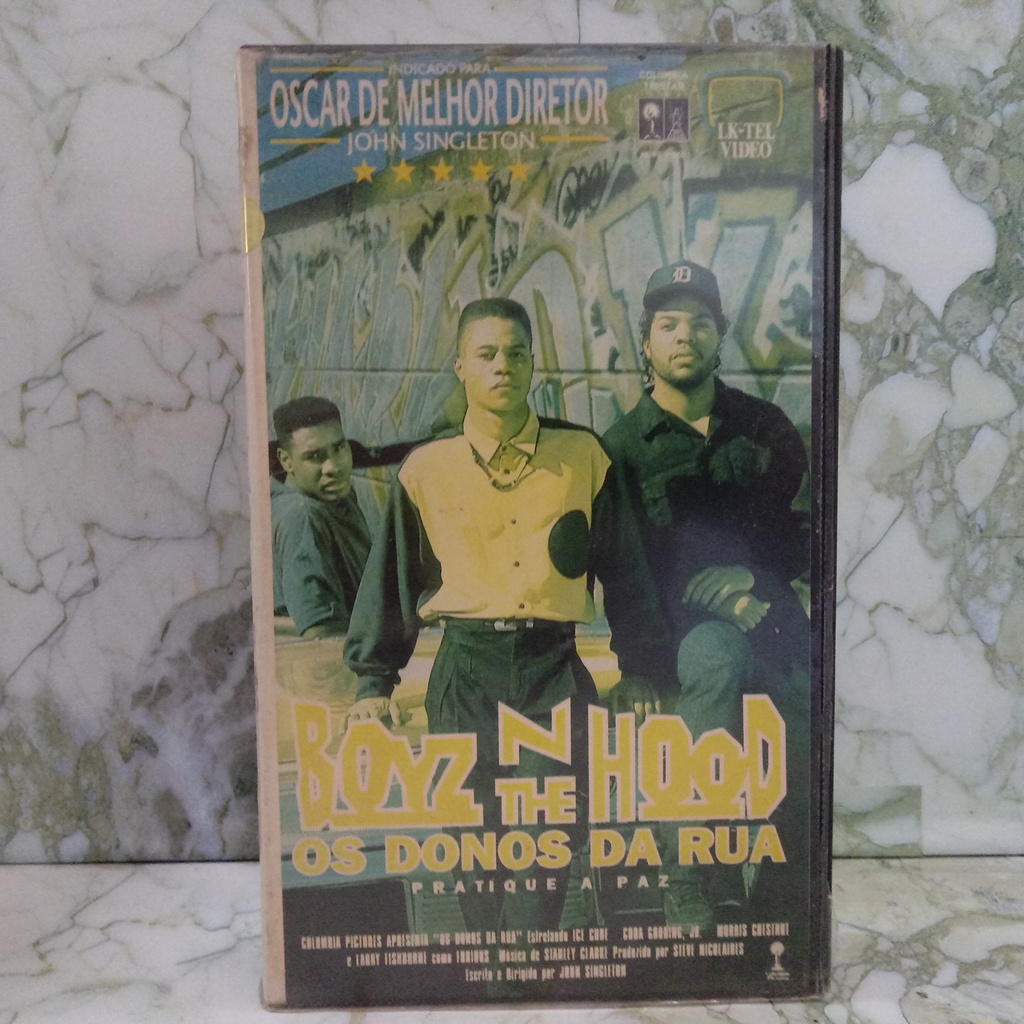 INDICADO PARA
OSCAR DE MELHOR DIRETOR
JOHN SINGLETON
COLUMBIA
TRISTAR
LK-TEL
VIDEO
D
BOYZ N THE HOOD
OS DONOS DA RUA
PRATIQUE A PAZ
COLUMBIA PICTURES APRESENTA "OS DONOS DA RUA" Estrelando ICE CUBE CUBA GOODING, JR. MORRIS CHESTNUT
e LARRY FISHBURNE como FURIOUS Música de STANLEY CLARKE Produzido por STEVE NICOLAIDES
Escrito e Dirigido por JOHN SINGLETON